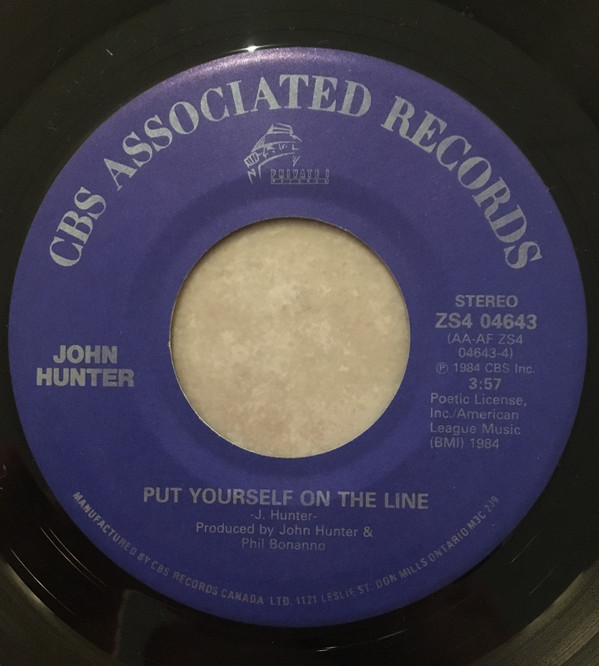 CBS ASSOCIATED RECORDS
PRIVATE I
RECORDS
JOHN
HUNTER
STEREO
ZS4 04643
(AA-AF ZS4
04643-4)
℗ 1984 CBS Inc.
3:57
Poetic License,
Inc./American
League Music
(BMI) 1984
PUT YOURSELF ON THE LINE
-J. Hunter-
Produced by John Hunter &
Phil Bonanno
MANUFACTURED BY CBS RECORDS CANADA LTD. 1121 LESLIE ST. DON MILLS ONTARIO M3C 2J9